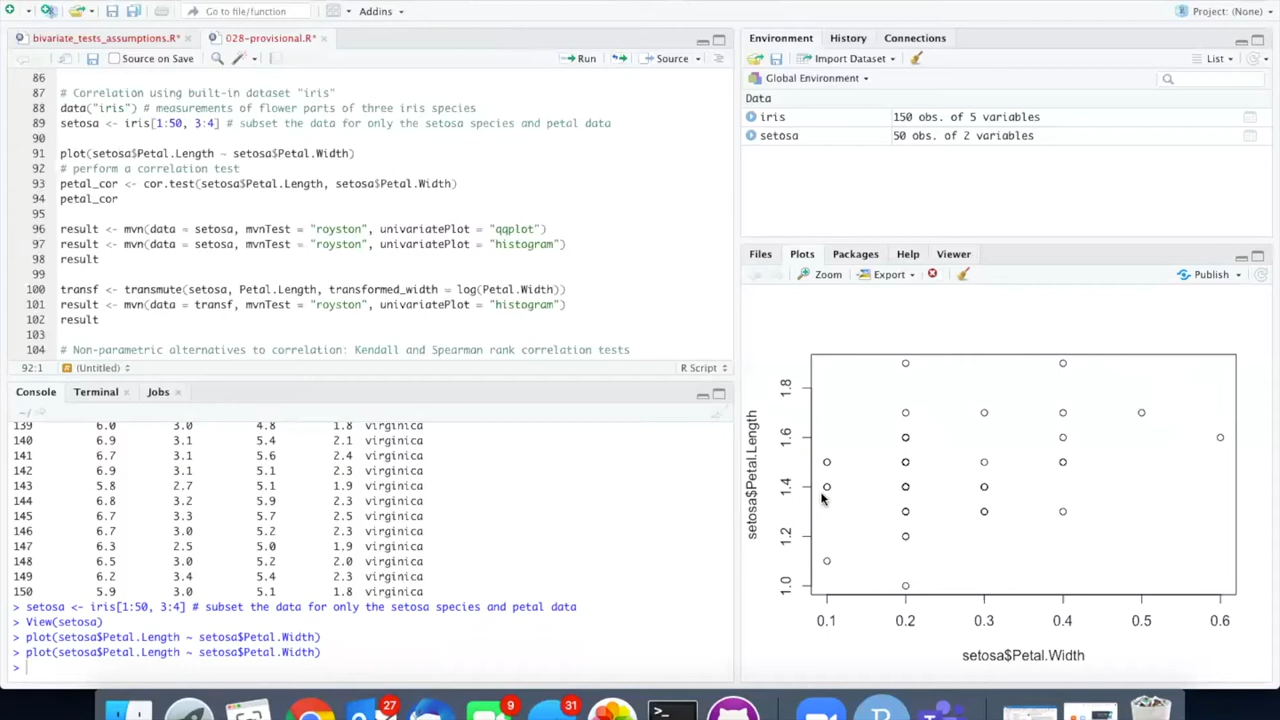 Go to file/function
Addins
Project: (None)
bivariate_tests_assumptions.R*
028-provisional.R*
Source on Save
Run
Source
86
87 # Correlation using built-in dataset "iris"
88 data("iris") # measurements of flower parts of three iris species
89 setosa <- iris[1:50, 3:4] # subset the data for only the setosa species and petal data
90
91 plot(setosa$Petal.Length ~ setosa$Petal.Width)
92 # perform a correlation test
93 petal_cor <- cor.test(setosa$Petal.Length, setosa$Petal.Width)
94 petal_cor
95
96 result <- mvn(data = setosa, mvnTest = "royston", univariatePlot = "qqplot")
97 result <- mvn(data = setosa, mvnTest = "royston", univariatePlot = "histogram")
98 result
99
100 transf <- transmute(setosa, Petal.Length, transformed_width = log(Petal.Width))
101 result <- mvn(data = transf, mvnTest = "royston", univariatePlot = "histogram")
102 result
103
104 # Non-parametric alternatives to correlation: Kendall and Spearman rank correlation tests
92:1 (Untitled) R Script
Console Terminal Jobs
~/
139 6.0 3.0 4.8 1.8 virginica
140 6.9 3.1 5.4 2.1 virginica
141 6.7 3.1 5.6 2.4 virginica
142 6.9 3.1 5.1 2.3 virginica
143 5.8 2.7 5.1 1.9 virginica
144 6.8 3.2 5.9 2.3 virginica
145 6.7 3.3 5.7 2.5 virginica
146 6.7 3.0 5.2 2.3 virginica
147 6.3 2.5 5.0 1.9 virginica
148 6.5 3.0 5.2 2.0 virginica
149 6.2 3.4 5.4 2.3 virginica
150 5.9 3.0 5.1 1.8 virginica
> setosa <- iris[1:50, 3:4] # subset the data for only the setosa species and petal data
> View(setosa)
> plot(setosa$Petal.Length ~ setosa$Petal.Width)
> plot(setosa$Petal.Length ~ setosa$Petal.Width)
>
Environment History Connections
Import Dataset List
Global Environment
Data
iris 150 obs. of 5 variables
setosa 50 obs. of 2 variables
Files Plots Packages Help Viewer
Zoom Export Publish
setosa$Petal.Length
1.8
1.6
1.4
1.2
1.0
0.1 0.2 0.3 0.4 0.5 0.6
setosa$Petal.Width
27
9
31